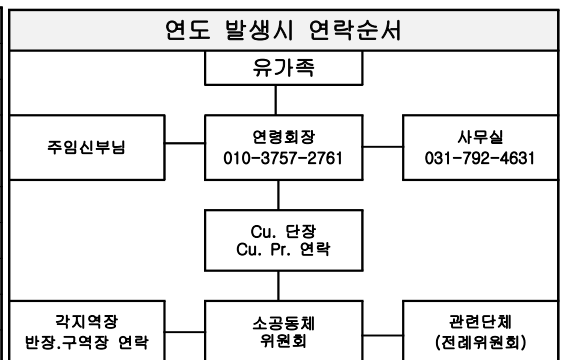 연도 발생시 연락순서
유가족
주임신부님
연령회장
010-3757-2761
사무실
031-792-4631
Cu. 단장
Cu. Pr. 연락
각지역장
반장.구역장 연락
소공동체
위원회
관련단체
(전례위원회)